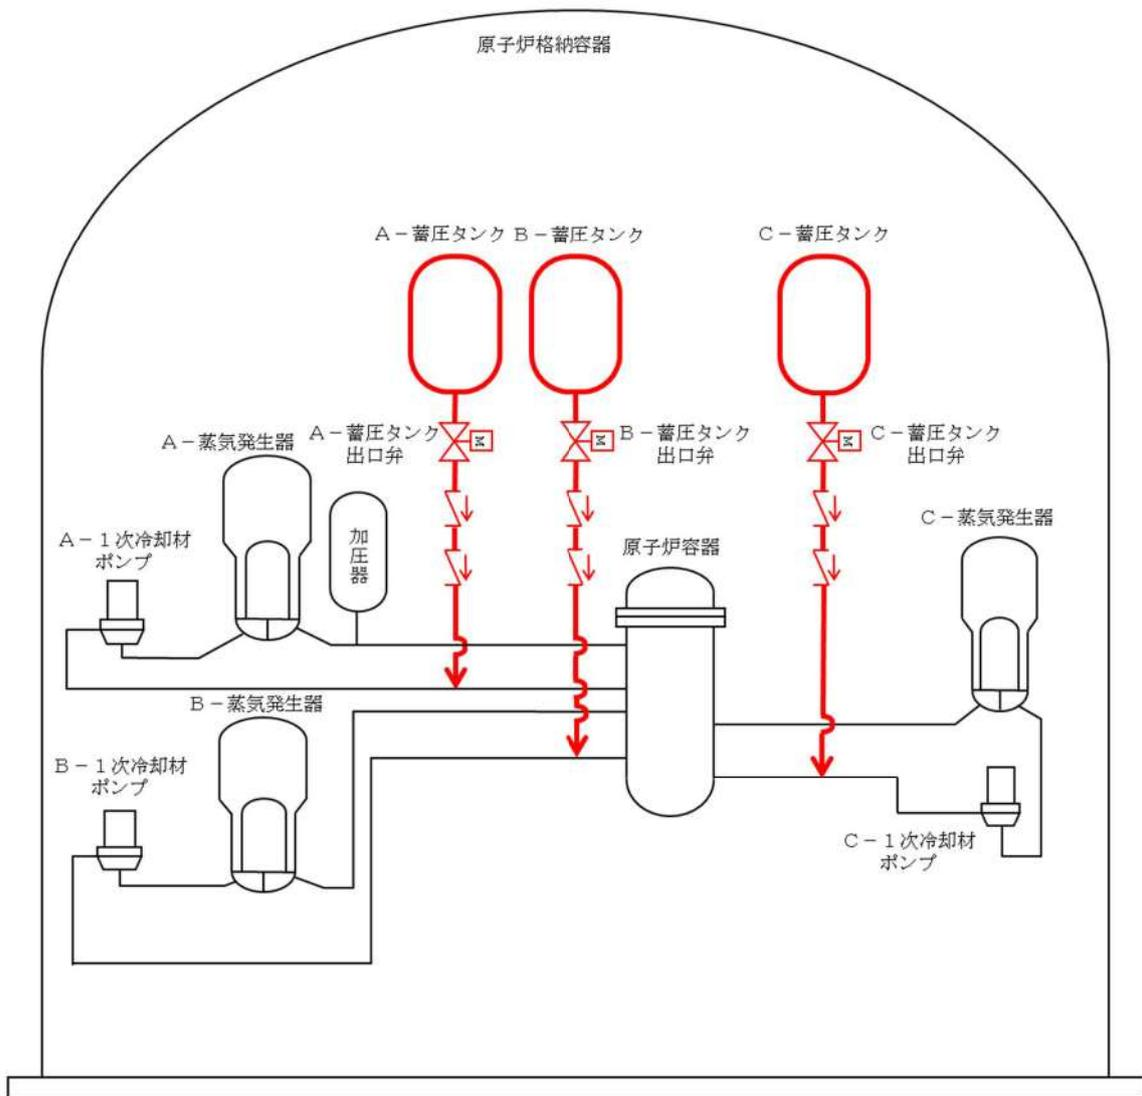 原子炉格納容器
A－蓄圧タンク
B－蓄圧タンク
C－蓄圧タンク
A－蒸気発生器
A－蓄圧タンク
出口弁
M
B－蓄圧タンク
出口弁
M
C－蓄圧タンク
出口弁
M
A－1次冷却材
ポンプ
加圧器
原子炉容器
C－蒸気発生器
B－蒸気発生器
B－1次冷却材
ポンプ
C－1次冷却材
ポンプ